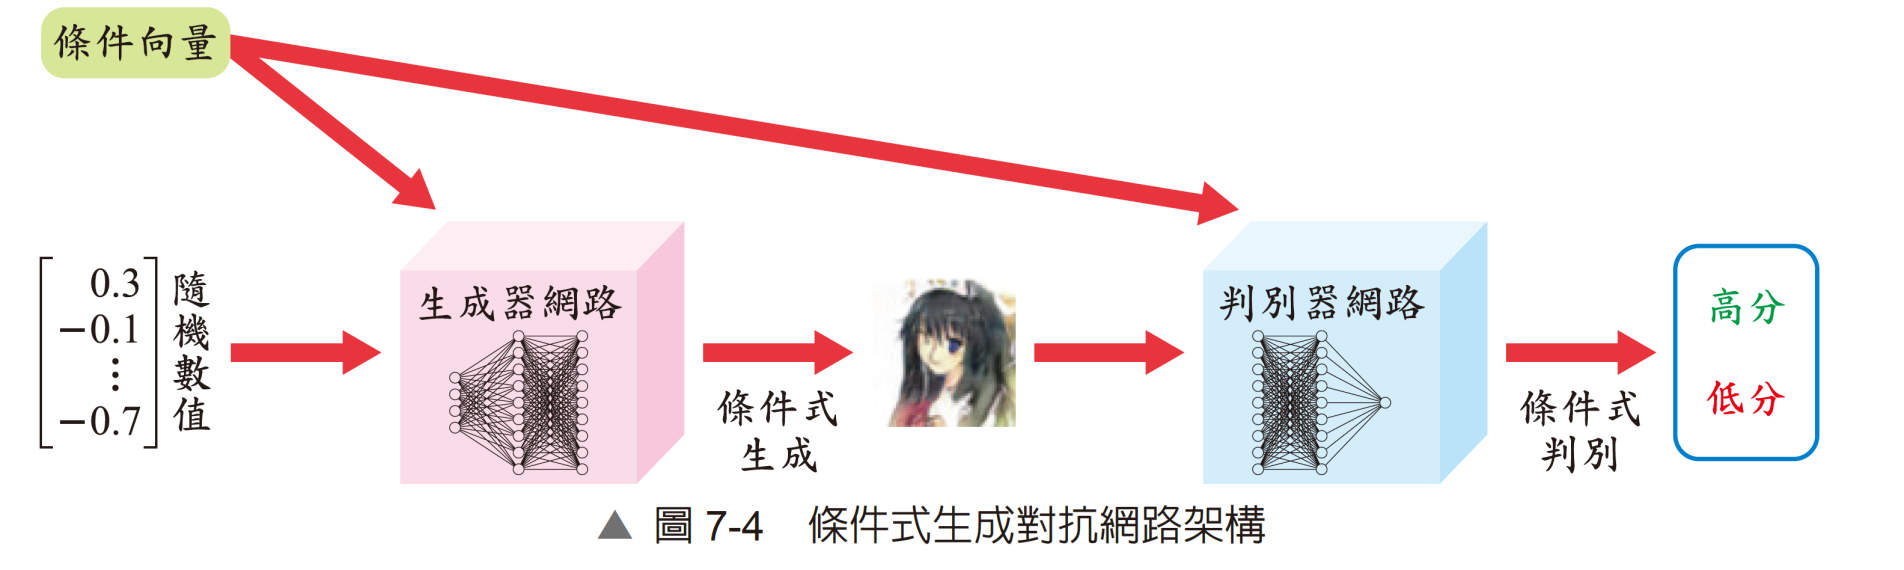 條件向量
0.3
−0.1
⋮
−0.7
隨機數值
生成器網路
條件式
生成
判別器網路
條件式
判別
高分
低分
▲ 圖 7-4 條件式生成對抗網路架構